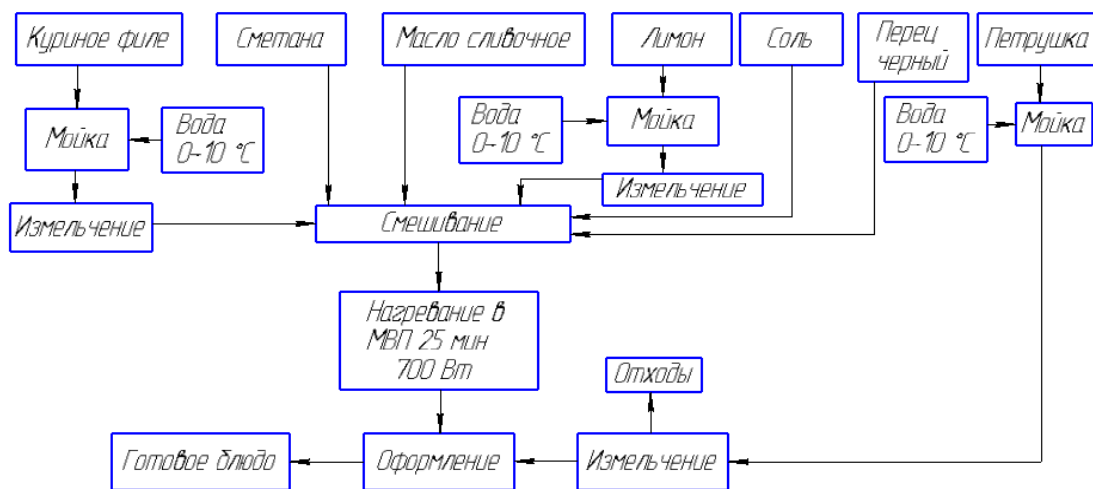 Куриное филе
Сметана
Масло сливочное
Лимон
Соль
Перец
черный
Петрушка
Мойка
Вода
0-10 °С
Вода
0-10 °С
Мойка
Вода
0-10 °С
Мойка
Измельчение
Измельчение
Смешивание
Нагревание в
МВП 25 мин
700 Вт
Отходы
Готовое блюдо
Оформление
Измельчение